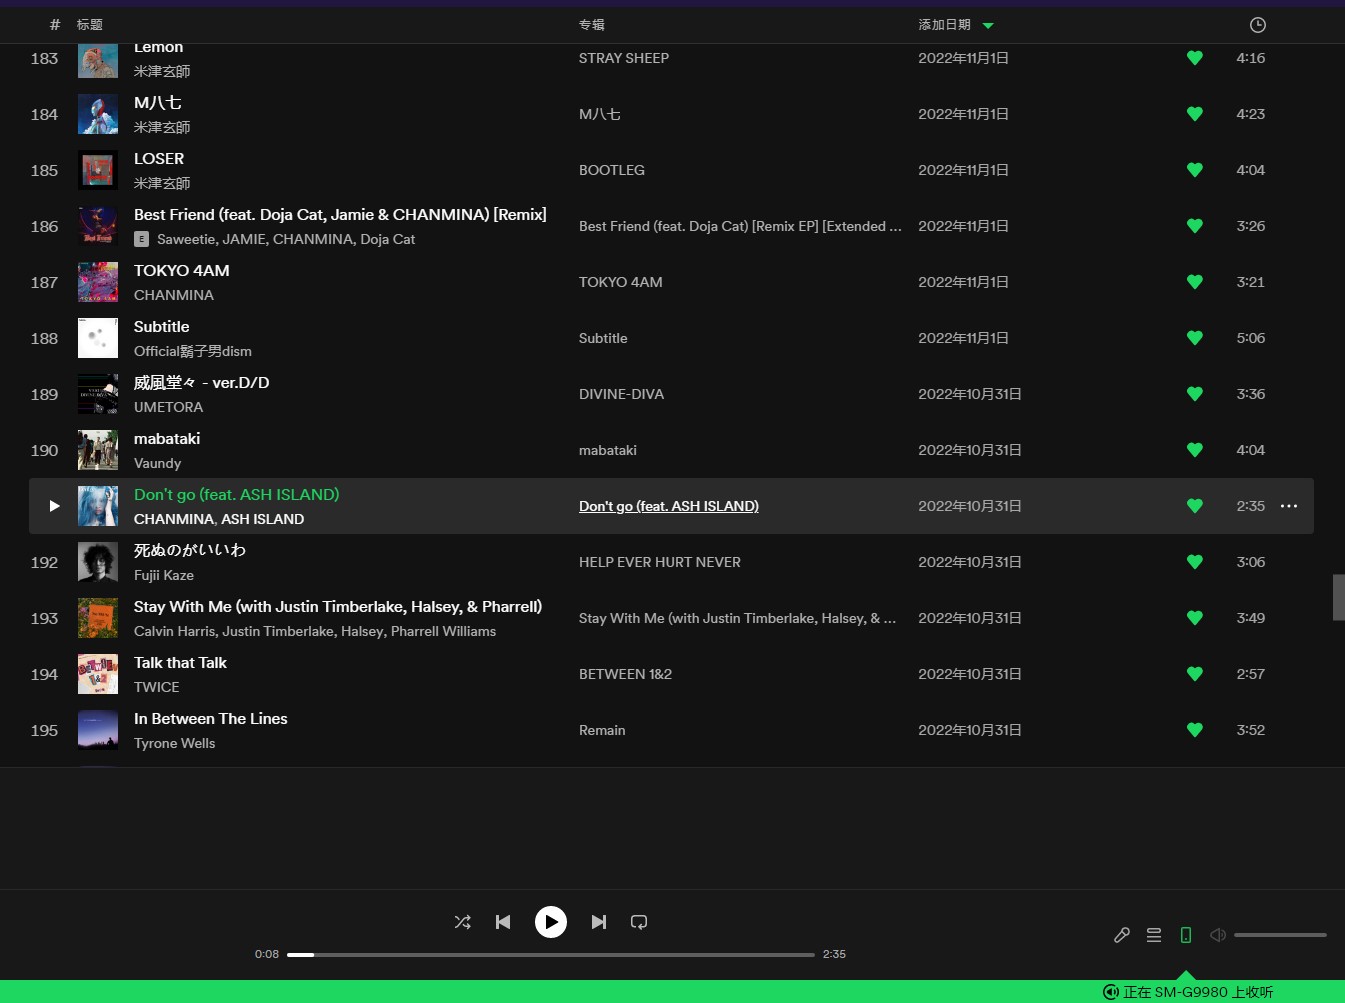 # 标题 专辑 添加日期
Lemon
183 STRAY SHEEP 2022年11月1日 4:16
米津玄師
M八七
184 M八七 2022年11月1日 4:23
米津玄師
LOSER
185 BOOTLEG 2022年11月1日 4:04
米津玄師
Best Friend (feat. Doja Cat, Jamie & CHANMINA) [Remix]
186 Best Friend (feat. Doja Cat) [Remix EP] [Extended ... 2022年11月1日 3:26
E Saweetie, JAMIE, CHANMINA, Doja Cat
TOKYO 4AM
187 TOKYO 4AM 2022年11月1日 3:21
CHANMINA
Subtitle
188 Subtitle 2022年11月1日 5:06
Official髭子男dism
威風堂々 - ver.D/D
189 DIVINE-DIVA 2022年10月31日 3:36
UMETORA
mabataki
190 mabataki 2022年10月31日 4:04
Vaundy
Don't go (feat. ASH ISLAND)
Don't go (feat. ASH ISLAND) 2022年10月31日 2:35 ...
CHANMINA, ASH ISLAND
死ぬのがいいわ
192 HELP EVER HURT NEVER 2022年10月31日 3:06
Fujii Kaze
Stay With Me (with Justin Timberlake, Halsey, & Pharrell)
193 Stay With Me (with Justin Timberlake, Halsey, & ... 2022年10月31日 3:49
Calvin Harris, Justin Timberlake, Halsey, Pharrell Williams
Talk that Talk
194 BETWEEN 1&2 2022年10月31日 2:57
TWICE
In Between The Lines
195 Remain 2022年10月31日 3:52
Tyrone Wells
0:08 2:35
正在 SM-G9980 上收听